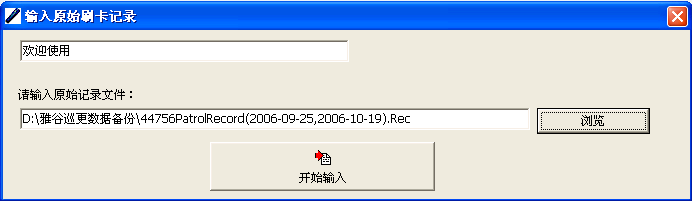 输入原始刷卡记录
欢迎使用
请输入原始记录文件：
D:\雅谷巡更数据备份\44756PatrolRecord(2006-09-25,2006-10-19).Rec
浏览
开始输入